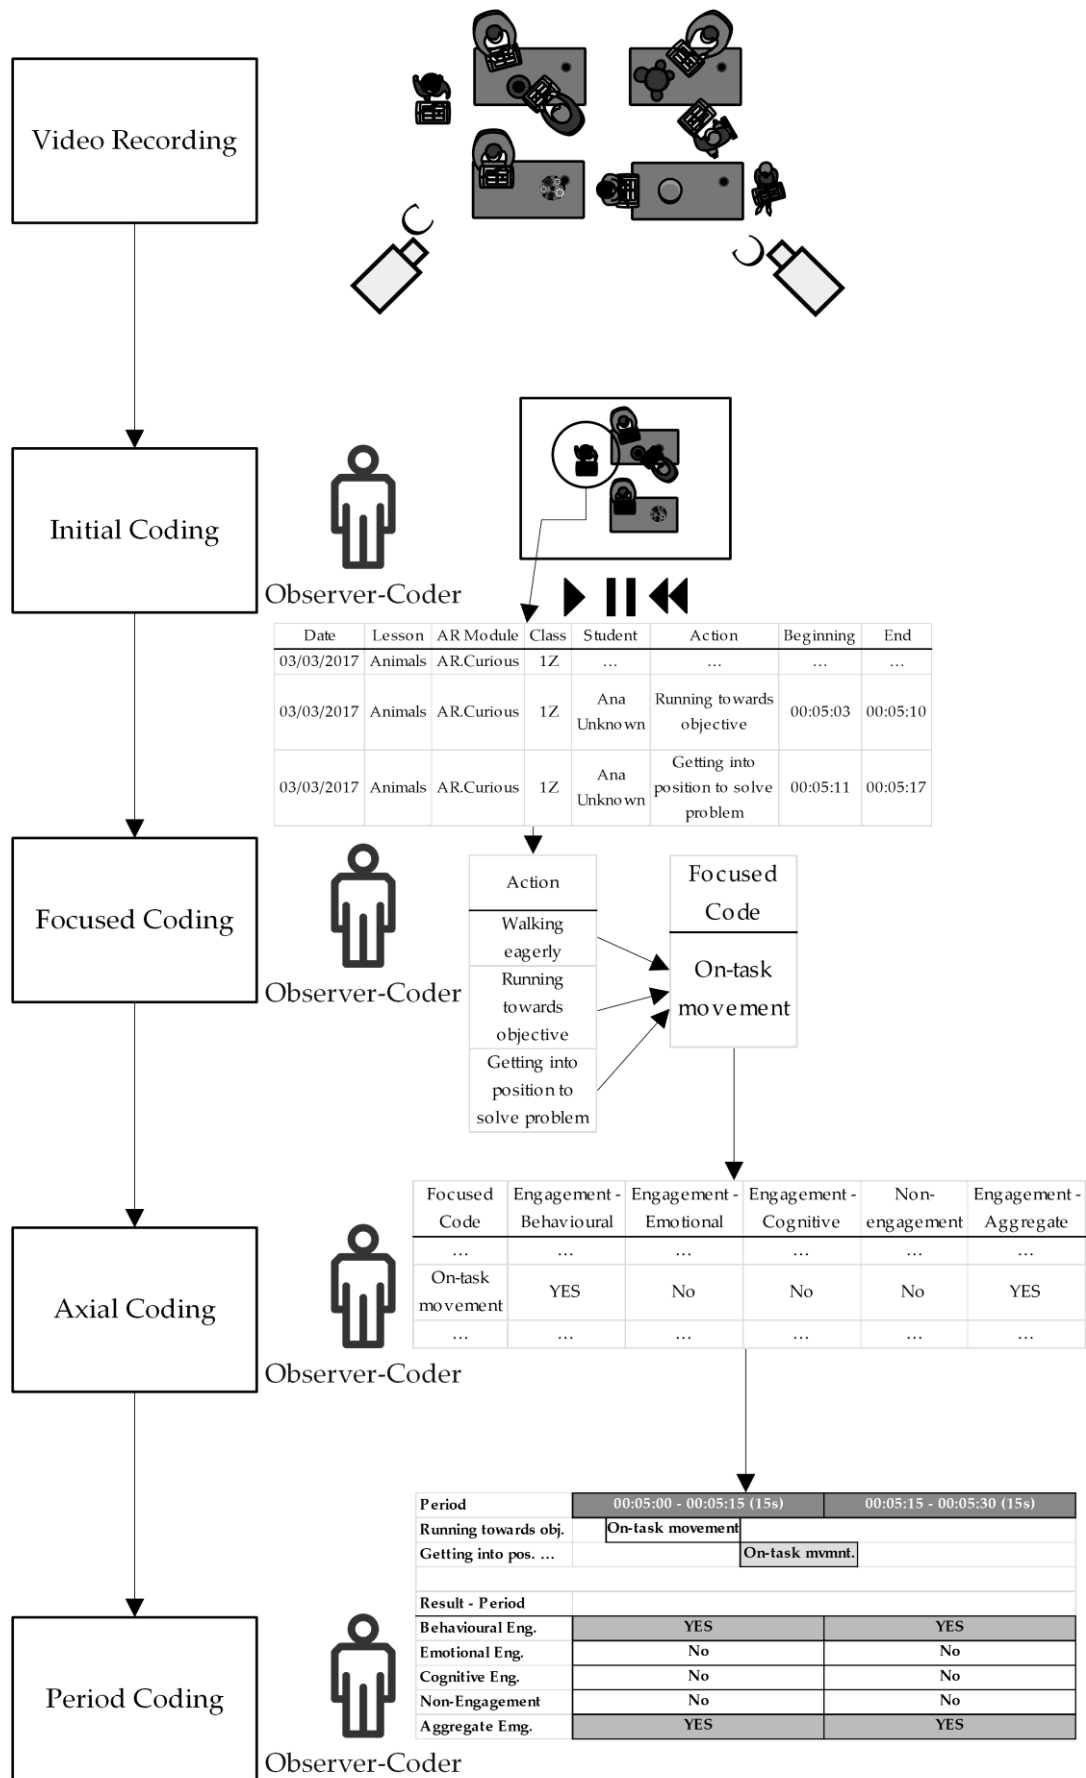 Video Recording
Initial Coding
Observer-Coder
Date Lesson AR Module Class Student Action Beginning End
03/03/2017 Animals AR.Curious 1Z ... ... ... ...
03/03/2017 Animals AR.Curious 1Z Ana Unknown Running towards objective 00:05:03 00:05:10
03/03/2017 Animals AR.Curious 1Z Ana Unknown Getting into position to solve problem 00:05:11 00:05:17
Focused Coding
Observer-Coder
Action
Walking
eagerly
Running
towards
objective
Getting into
position to
solve problem
Focused
Code
On-task
movement
Axial Coding
Observer-Coder
Focused Code Engagement - Behavioural Engagement - Emotional Engagement - Cognitive Non-engagement Engagement - Aggregate
... ... ... ... ... ...
On-task movement YES No No No YES
... ... ... ... ... ...
Period Coding
Observer-Coder
Period 00:05:00 - 00:05:15 (15s) 00:05:15 - 00:05:30 (15s)
Running towards obj. On-task movement
Getting into pos. ... On-task mvmnt.
Result - Period
Behavioural Eng. YES YES
Emotional Eng. No No
Cognitive Eng. No No
Non-Engagement No No
Aggregate Emg. YES YES